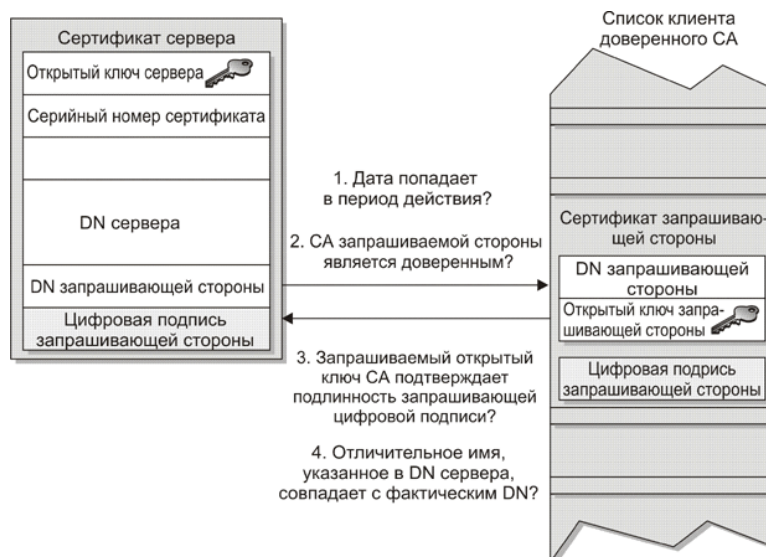 Сертификат сервера
Открытый ключ сервера
Серийный номер сертификата
DN сервера
DN запрашивающей стороны
Цифровая подпись
запрашивающей стороны
1. Дата попадает
в период действия?
2. CA запрашиваемой стороны
является доверенным?
3. Запрашиваемый открытый
ключ CA подтверждает
подлинность запрашивающей
цифровой подписи?
4. Отличительное имя,
указанное в DN сервера,
совпадает с фактическим DN?
Список клиента
доверенного CA
Сертификат запрашиваю-
щей стороны
DN запрашивающей
стороны
Открытый ключ запра-
шивающей стороны
Цифровая подрись
запрашивающей стороны